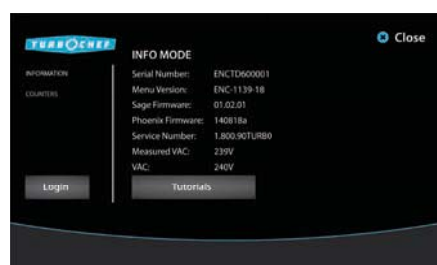 TURBOCHEF
Close
INFO MODE
INFORMATION
COUNTERS
Serial Number: ENCTD600001
Menu Version: ENC-1139-18
Sage Firmware: 01.02.01
Phoenix Firmware: 140818a
Service Number: 1.800.90TURBO
Measured VAC: 239V
VAC: 240V
Login
Tutorials